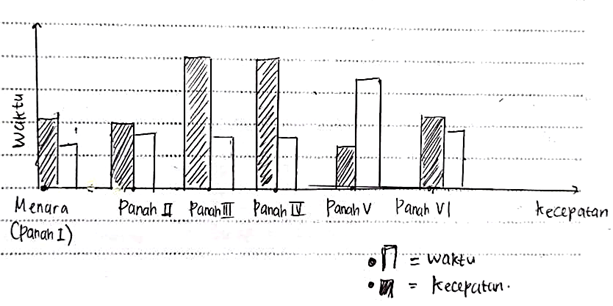 Waktu
Menara
(Panah I)
Panah II
Panah III
Panah IV
Panah V
Panah VI
Kecepatan
= Waktu
= Kecepatan.